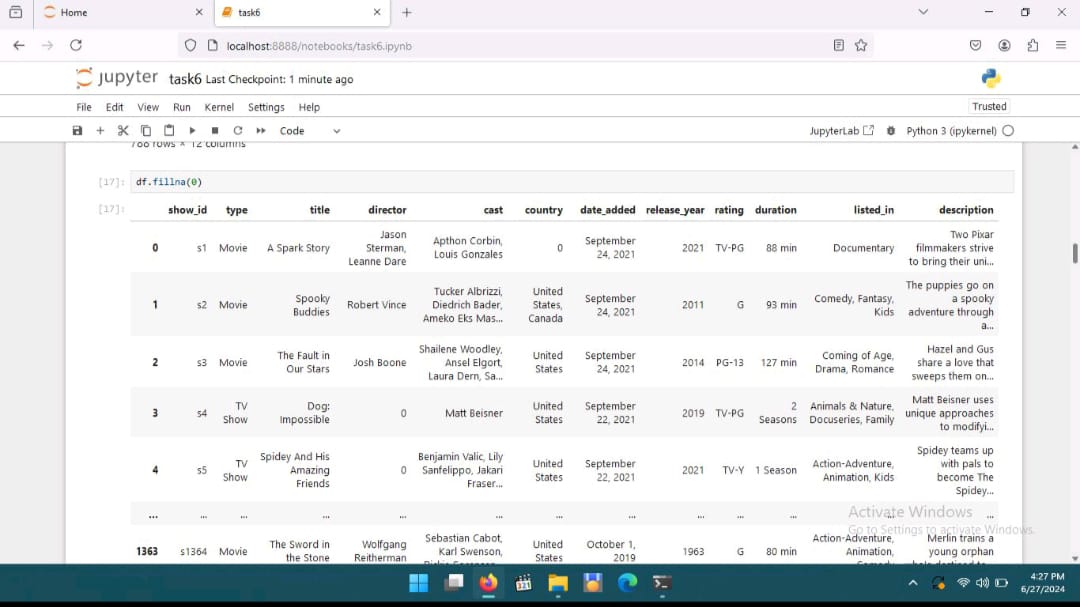 Home
task6
localhost:8888/notebooks/task6.ipynb
jupyter task6 Last Checkpoint: 1 minute ago
File Edit View Run Kernel Settings Help
Trusted
Code
JupyterLab
Python 3 (ipykernel)
788 rows × 12 columns
[17]: df.fillna(0)
[17]:
show_id type title director cast country date_added release_year rating duration listed_in description
0 s1 Movie A Spark Story Jason Sterman, Leanne Dare Apthon Corbin, Louis Gonzales 0 September 24, 2021 2021 TV-PG 88 min Documentary Two Pixar filmmakers strive to bring their uni...
1 s2 Movie Spooky Buddies Robert Vince Tucker Albrizzi, Diedrich Bader, Ameko Eks Mas... United States, Canada September 24, 2021 2011 G 93 min Comedy, Fantasy, Kids The puppies go on a spooky adventure through a...
2 s3 Movie The Fault in Our Stars Josh Boone Shailene Woodley, Ansel Elgort, Laura Dern, Sa... United States September 24, 2021 2014 PG-13 127 min Coming of Age, Drama, Romance Hazel and Gus share a love that sweeps them on...
3 s4 TV Show Dog: Impossible 0 Matt Beisner United States September 22, 2021 2019 TV-PG 2 Seasons Animals & Nature, Docuseries, Family Matt Beisner uses unique approaches to modifyi...
4 s5 TV Show Spidey And His Amazing Friends 0 Benjamin Valic, Lily Sanfelippo, Jakari Fraser... United States September 22, 2021 2021 TV-Y 1 Season Action-Adventure, Animation, Kids Spidey teams up with pals to become The Spidey...
... ... ... ... ... ... ... ... ... ... ... ... ...
1363 s1364 Movie The Sword in the Stone Wolfgang Reitherman Sebastian Cabot, Karl Swenson, United States October 1, 2019 1963 G 80 min Action-Adventure, Animation, Merlin trains a young orphan
Activate Windows
Go to Settings to activate Windows.
321
4:27 PM
6/27/2024